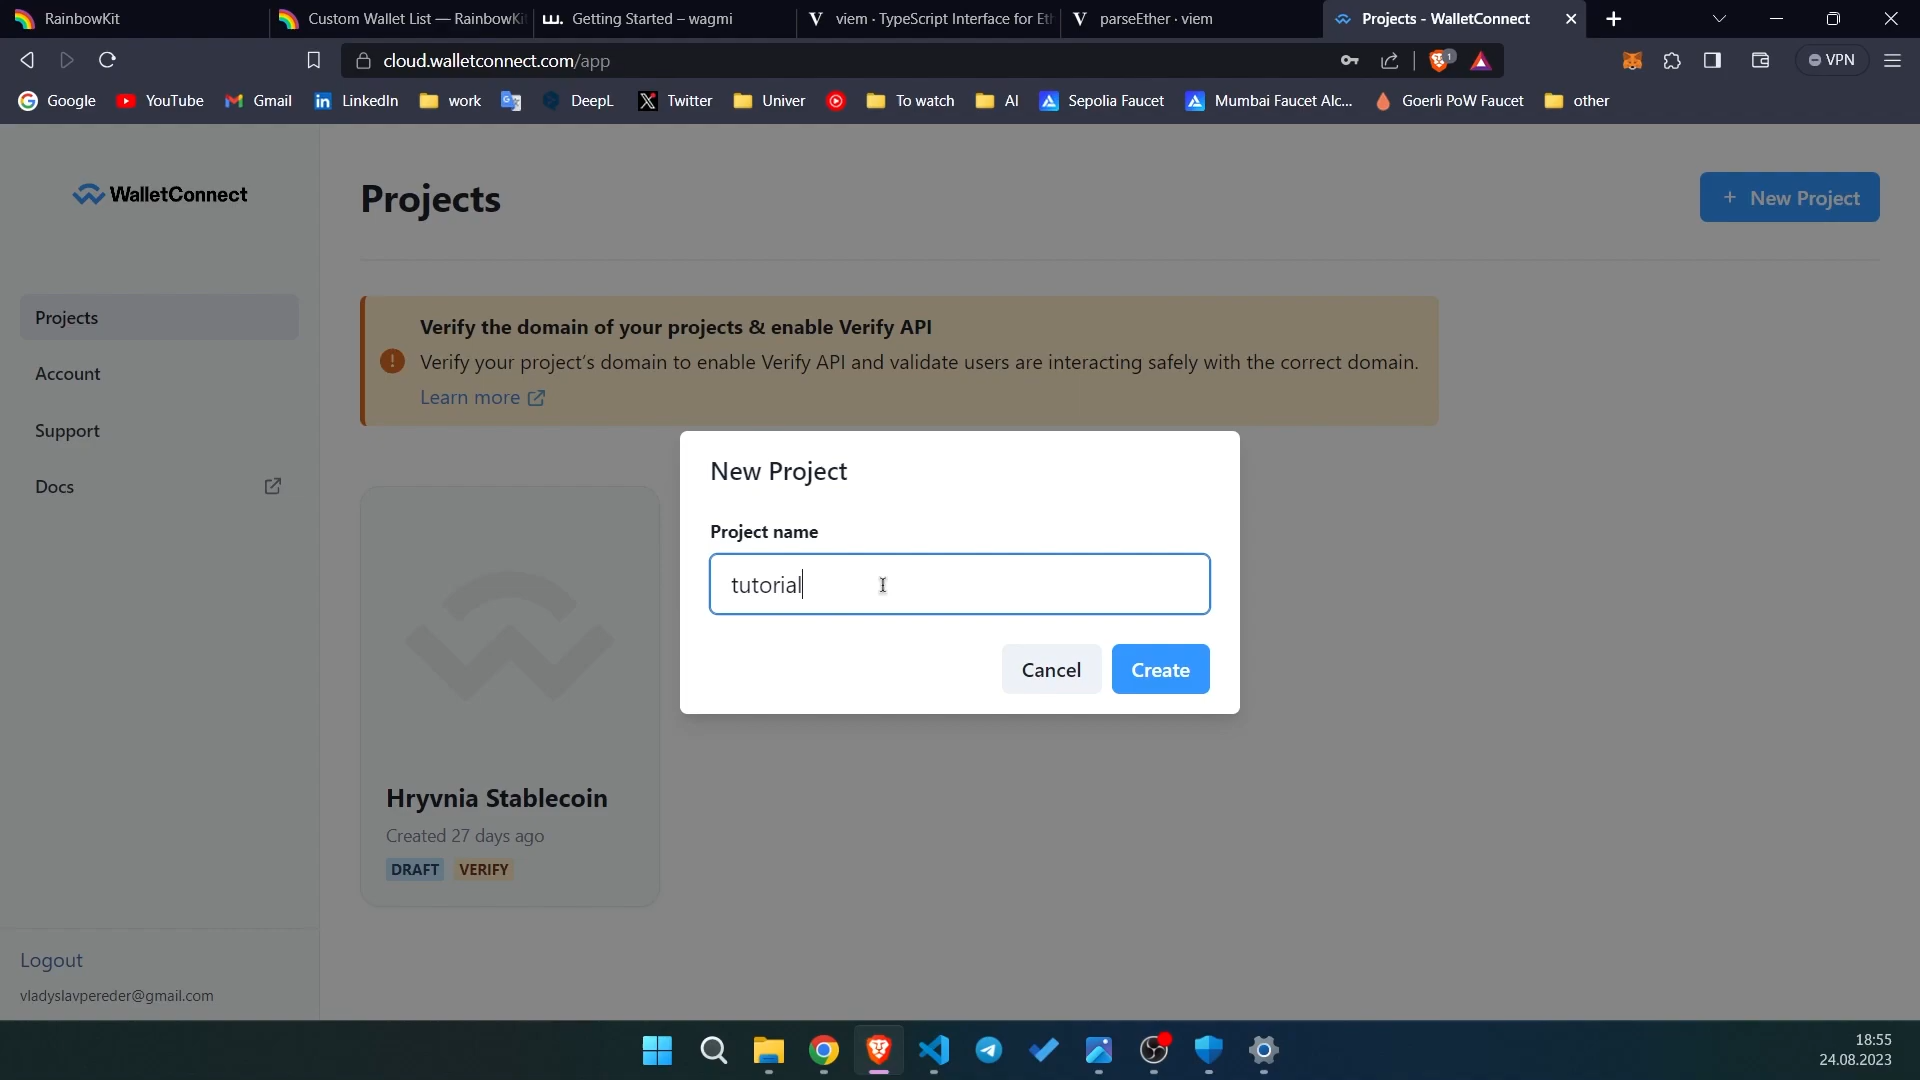 RainbowKit
Custom Wallet List — RainbowKi
Getting Started – wagmi
viem · TypeScript Interface for Eth
parseEther · viem
Projects - WalletConnect
cloud.walletconnect.com/app
1
VPN
Google
YouTube
Gmail
LinkedIn
work
DeepL
Twitter
Univer
To watch
AI
Sepolia Faucet
Mumbai Faucet Alc...
Goerli PoW Faucet
other
WalletConnect
Projects
Account
Support
Docs
Logout
vladyslavpereder@gmail.com
Projects
+ New Project
Verify the domain of your projects & enable Verify API
Verify your project's domain to enable Verify API and validate users are interacting safely with the correct domain.
Learn more
New Project
Project name
tutorial
Cancel
Create
Hryvnia Stablecoin
Created 27 days ago
DRAFT VERIFY
18:55
24.08.2023